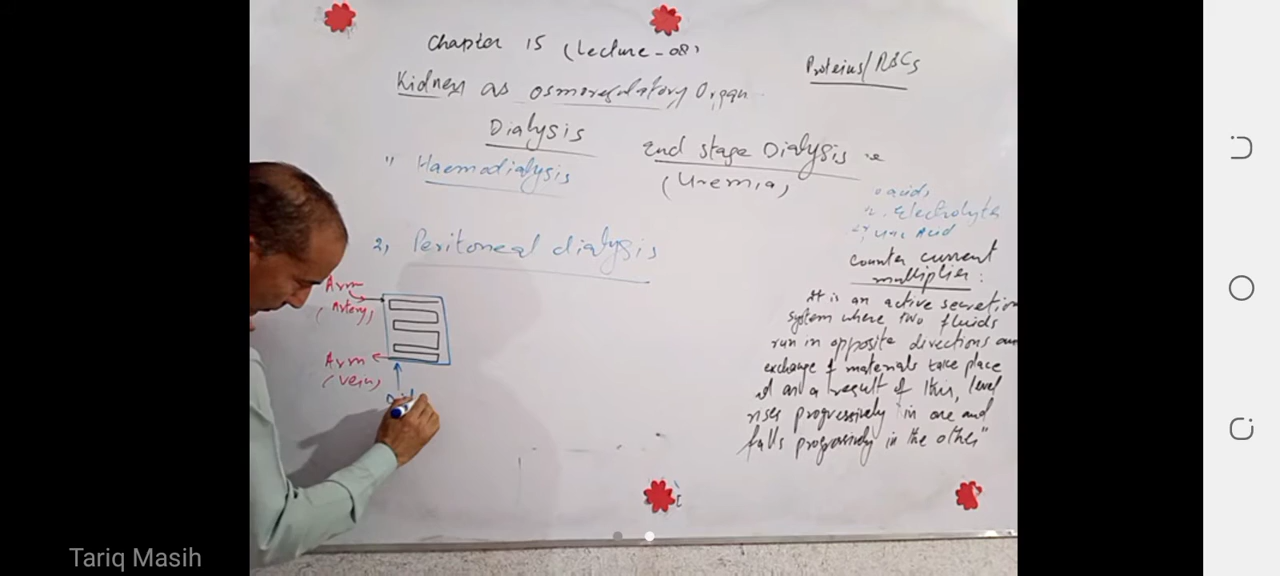 Chapter 15 (Lecture-08)
Proteins/RBCs
Kidneys as osmoregulatory Organ
Dialysis
End stage Dialysis :-
(Uremia)
1, Haemodialysis
1, acids
2, Electrolytes
3, Uric Acid
2, Peritoneal dialysis
counter current
multiplier :
It is an active secretion
system where two fluids
run in opposite directions and
exchange of materials take place
as a result of this, level
rises progressively in one and
falls progressively in the other"
Arm
(Artery)
Arm
(vein)
Tariq Masih